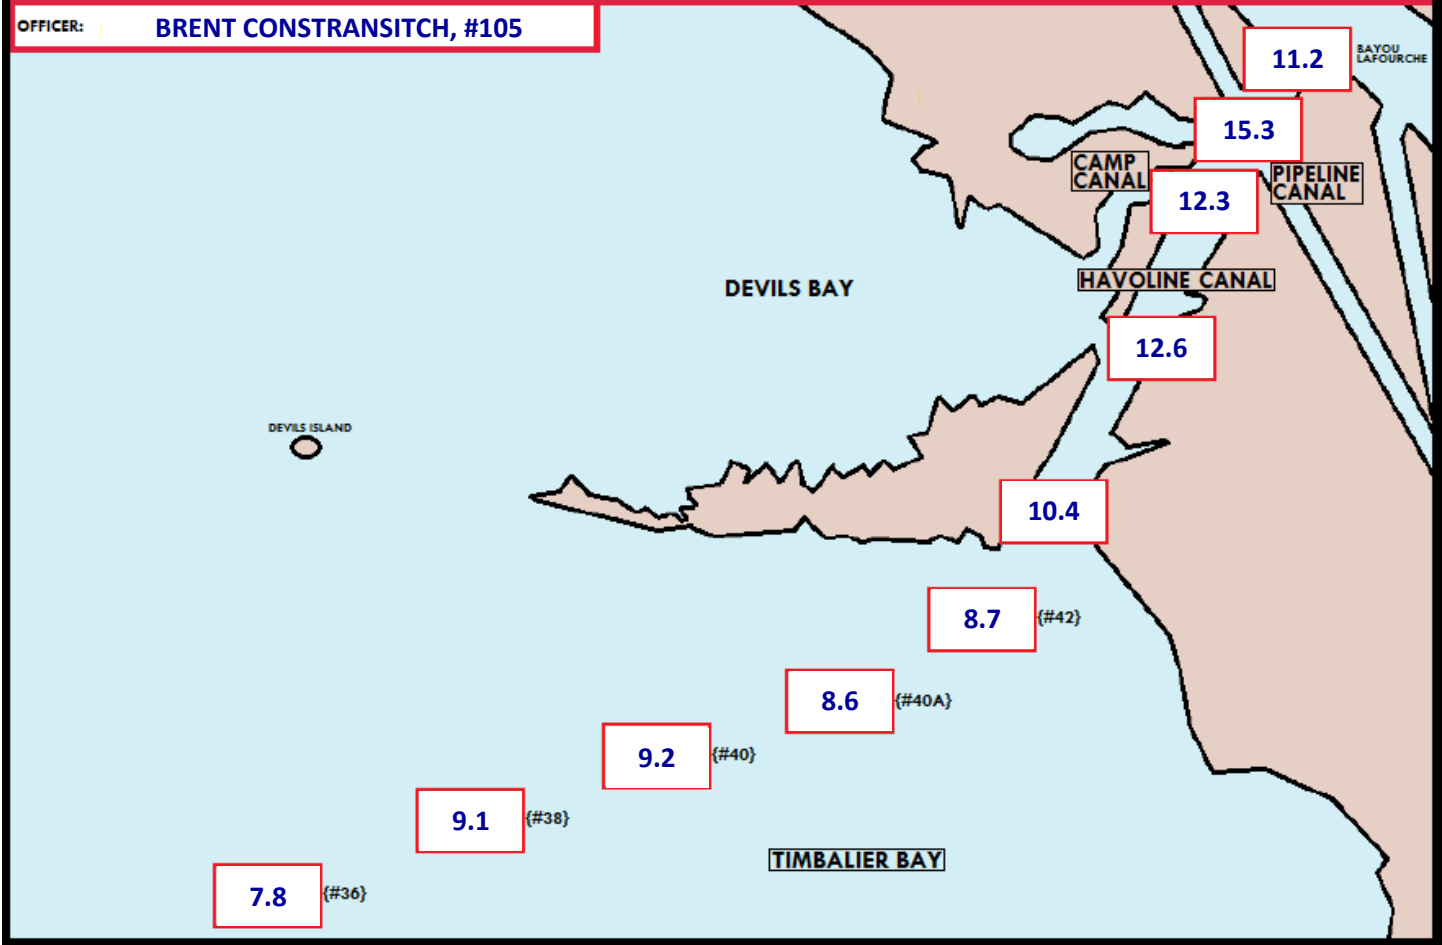 OFFICER: BRENT CONSTRANSITCH, #105
11.2
BAYOU
LAFOURCHE
15.3
CAMP
CANAL
PIPELINE
CANAL
12.3
HAVOLINE CANAL
DEVILS BAY
12.6
DEVILS ISLAND
10.4
8.7 {#42}
8.6 {#40A}
9.2 {#40}
9.1 {#38}
TIMBALIER BAY
7.8 {#36}